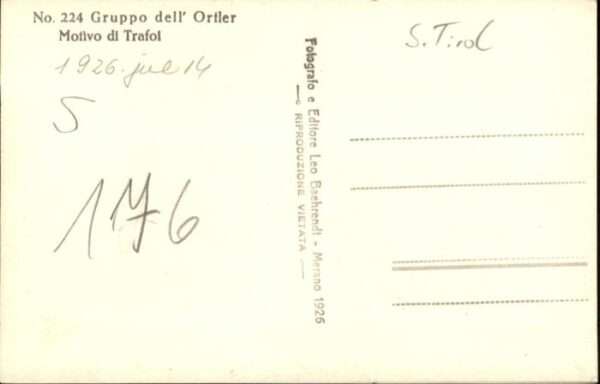 No. 224 Gruppo dell' Ortler
Motivo di Trafoi
1926 jul 14
S
176
Fotografo e Editore Leo Baehrendt - Merano 1926
RIPRODUZIONE VIETATA
S. Tirol